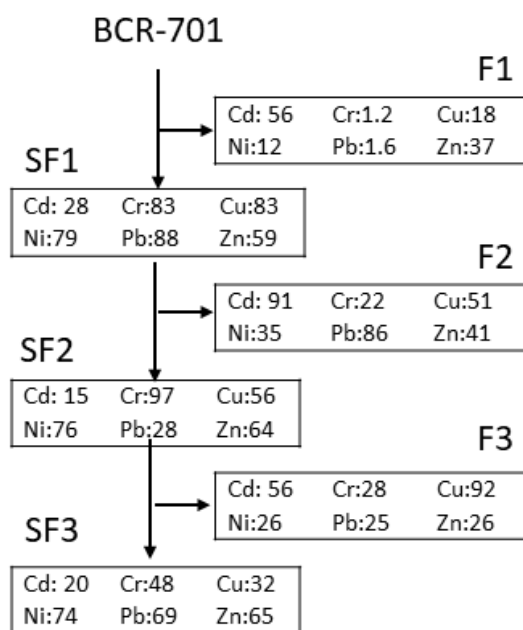 BCR-701
F1
Cd: 56 Cr:1.2 Cu:18
Ni:12 Pb:1.6 Zn:37
SF1
Cd: 28 Cr:83 Cu:83
Ni:79 Pb:88 Zn:59
F2
Cd: 91 Cr:22 Cu:51
Ni:35 Pb:86 Zn:41
SF2
Cd: 15 Cr:97 Cu:56
Ni:76 Pb:28 Zn:64
F3
Cd: 56 Cr:28 Cu:92
Ni:26 Pb:25 Zn:26
SF3
Cd: 20 Cr:48 Cu:32
Ni:74 Pb:69 Zn:65